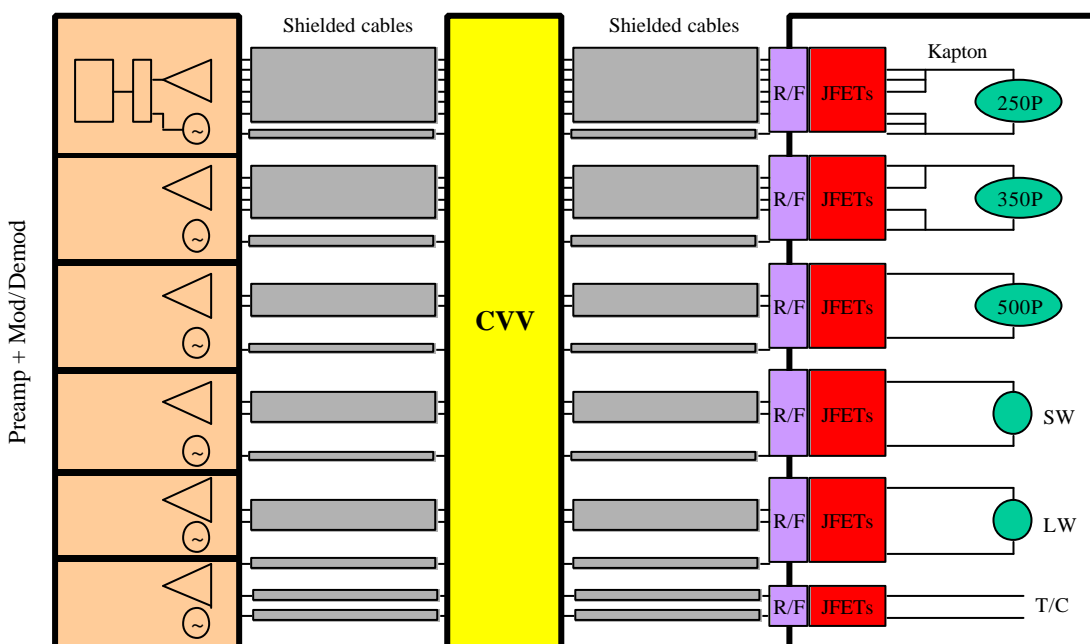 Shielded cables
Shielded cables
Kapton
R/F JFETs 250P
~
Preamp + Mod/Demod
R/F JFETs 350P
~
CVV
R/F JFETs 500P
~
R/F JFETs SW
~
R/F JFETs LW
~
R/F JFETs T/C
~